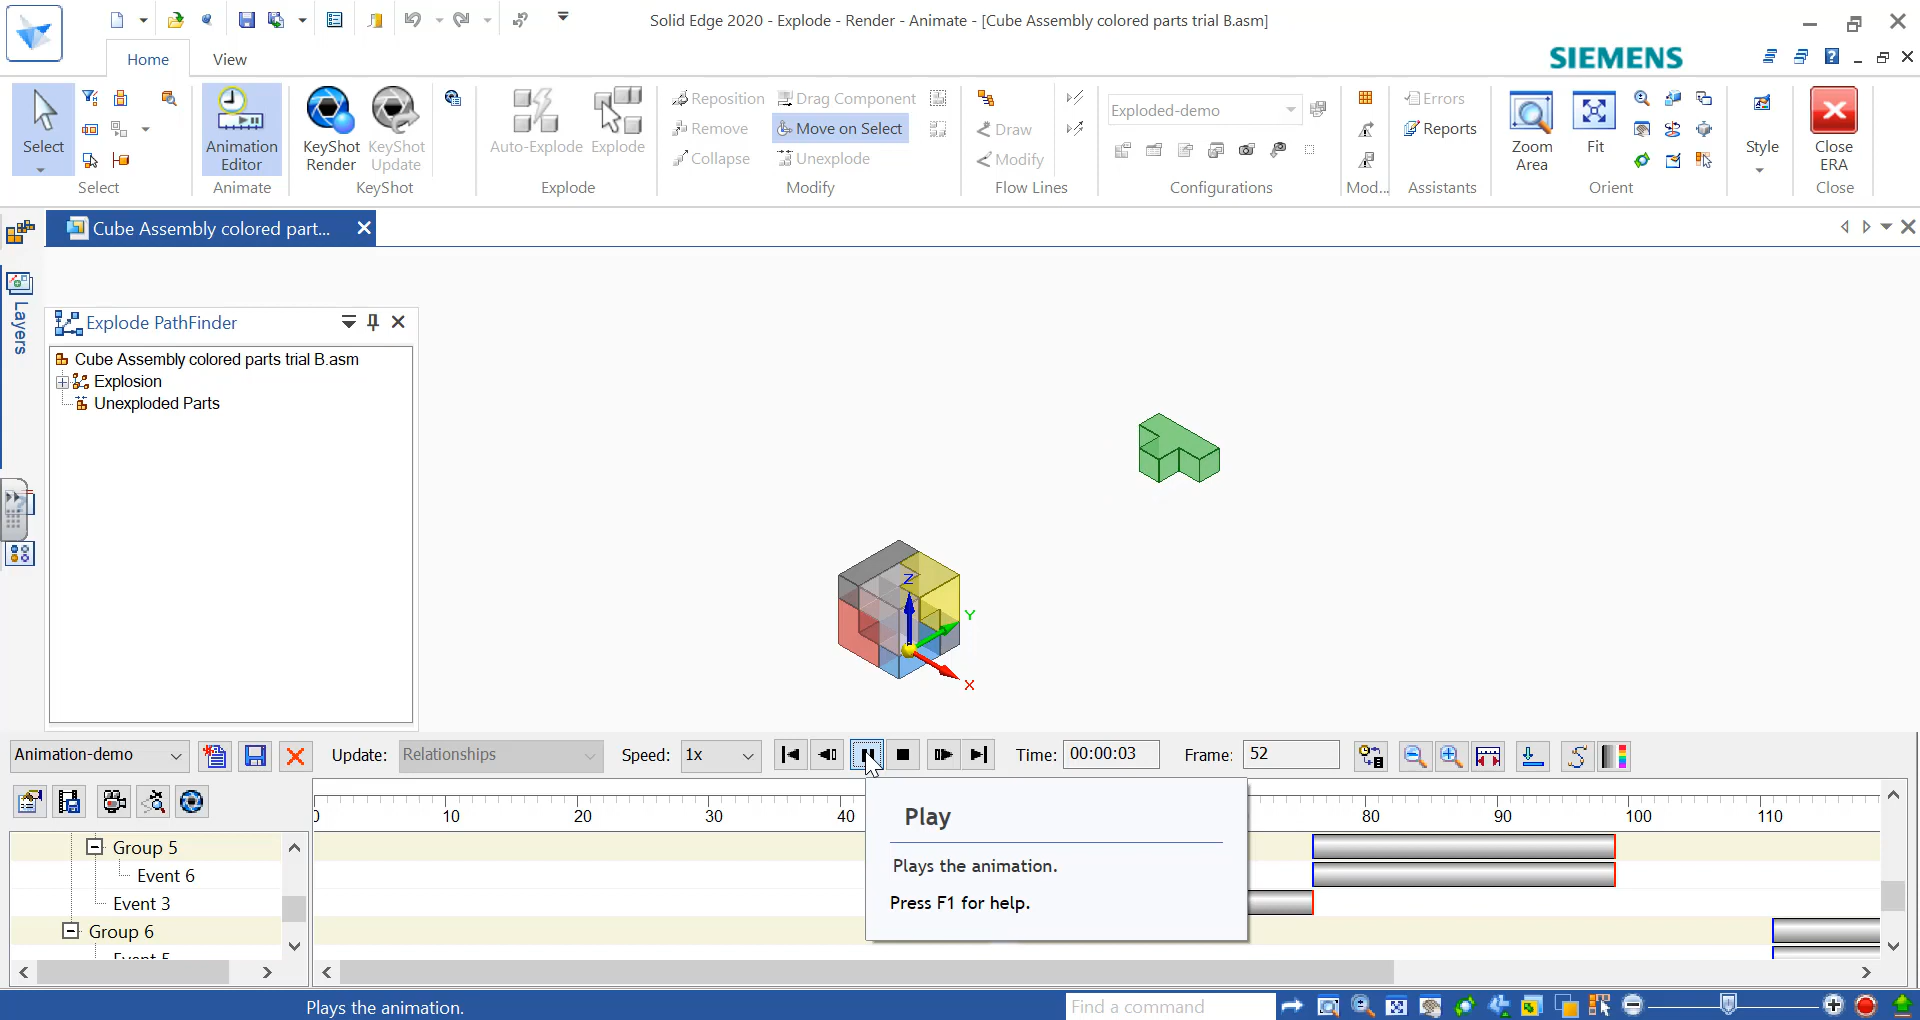 Solid Edge 2020 - Explode - Render - Animate - [Cube Assembly colored parts trial B.asm]
Home
View
SIEMENS
Select
Animation
Editor
KeyShot
Render
KeyShot
Update
Auto-Explode
Explode
Reposition
Remove
Collapse
Drag Component
Move on Select
Unexplode
Draw
Modify
Exploded-demo
Errors
Reports
Zoom
Area
Fit
Style
Close
ERA
Select
Animate
KeyShot
Explode
Modify
Flow Lines
Configurations
Mod...
Assistants
Orient
Close
Cube Assembly colored part...
Layers
Explode PathFinder
Cube Assembly colored parts trial B.asm
Explosion
Unexploded Parts
Z
Y
X
Animation-demo
Update:
Relationships
Speed:
1x
Time:
00:00:03
Frame:
52
0
10
20
30
40
80
90
100
110
Play
Plays the animation.
Press F1 for help.
Group 5
Event 6
Event 3
Group 6
Event 5
Plays the animation.
Find a command